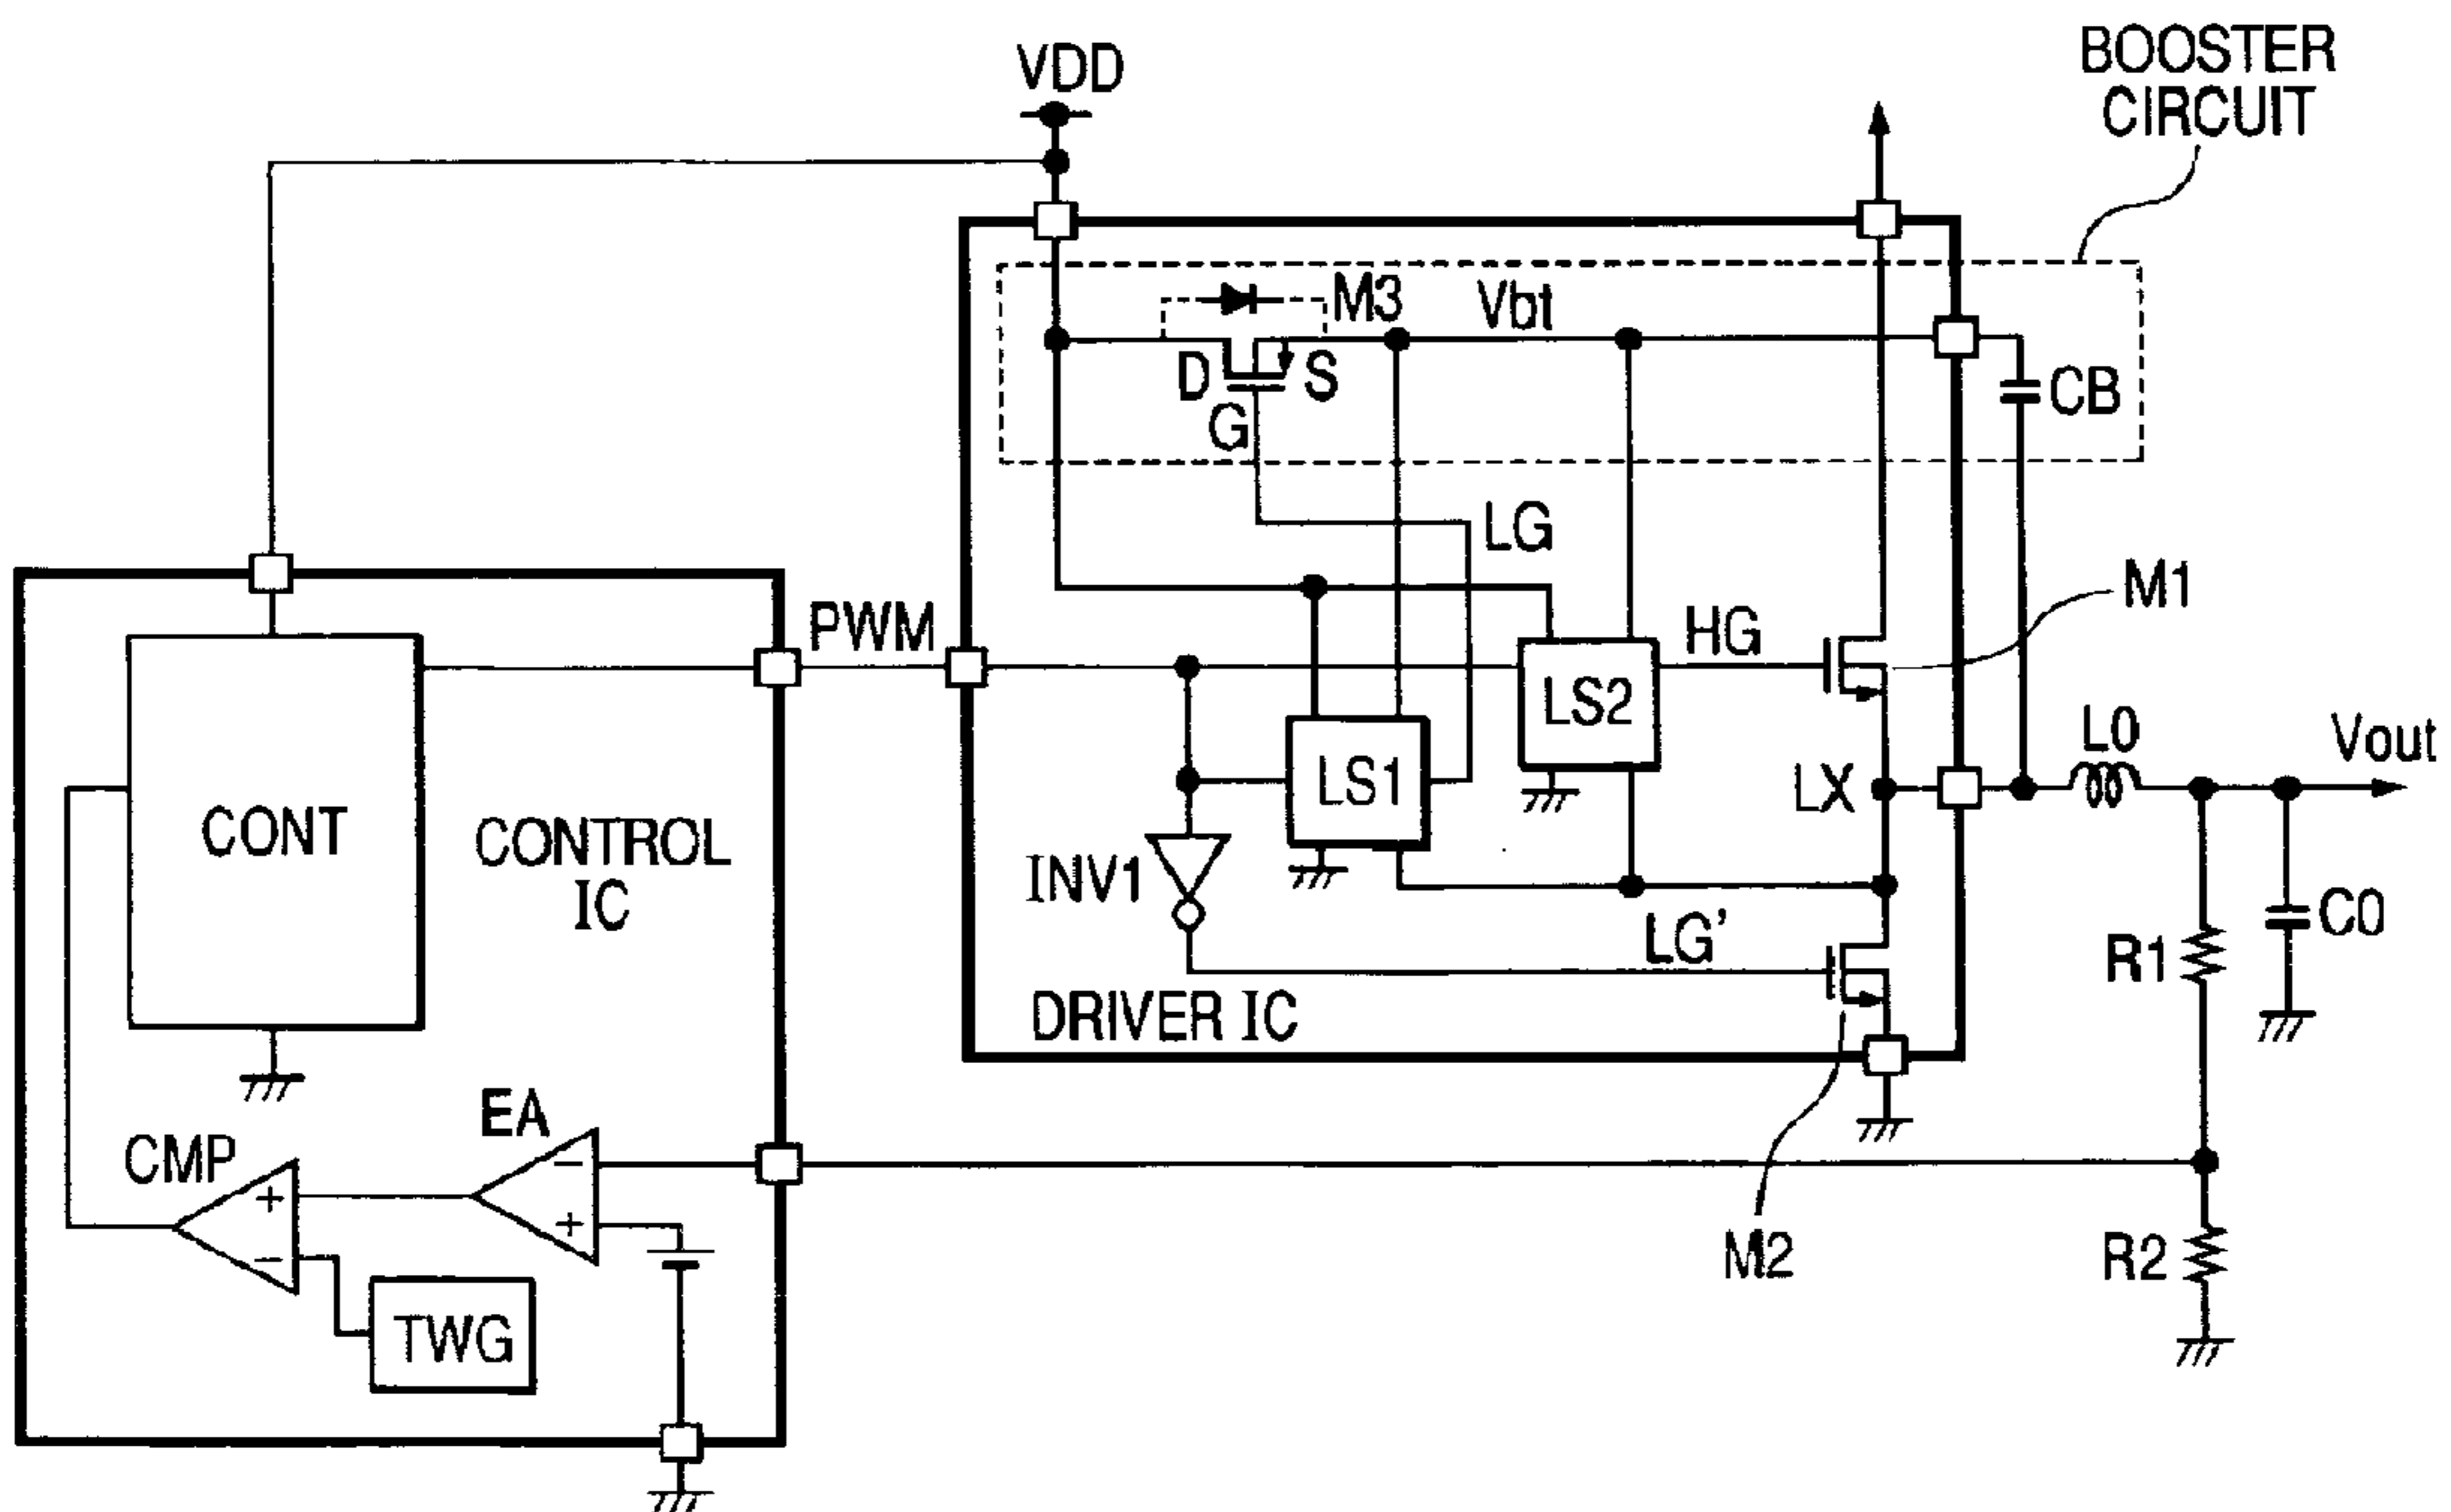 VDD
BOOSTER
CIRCUIT
M3
Vbt
D
S
G
CB
LG
M1
PWM
HG
LS2
LS1
L0
Vout
LX
CONT
CONTROL
IC
INV1
LG'
C0
R1
DRIVER IC
EA
CMP
−
+
+
−
M2
R2
TWG